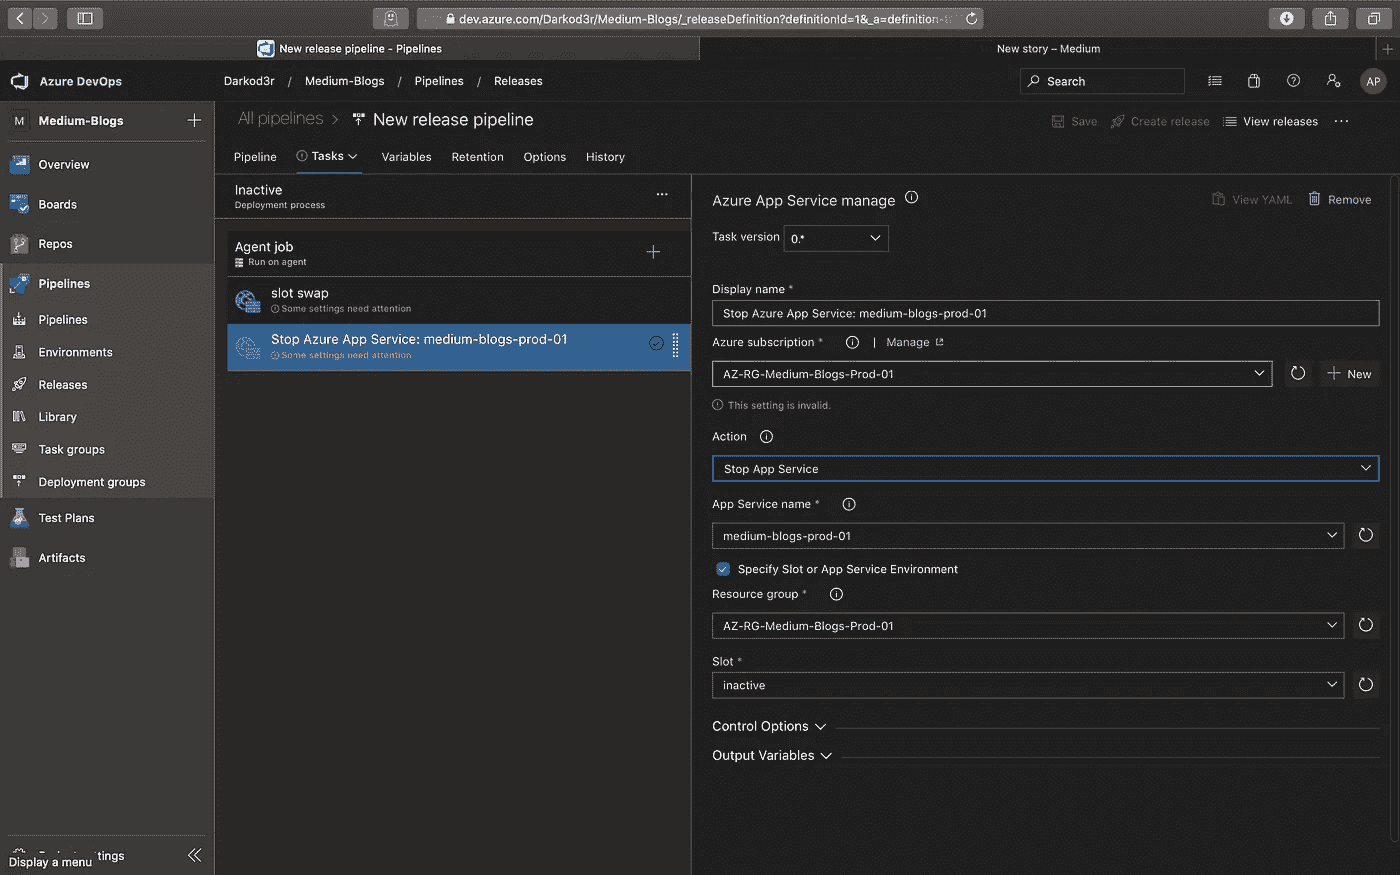 dev.azure.com/Darkod3r/Medium-Blogs/_releaseDefinition?definitionId=1&_a=definition-
New release pipeline - Pipelines
New story – Medium
Azure DevOps
Darkod3r / Medium-Blogs / Pipelines / Releases
Search
AP
M Medium-Blogs
All pipelines > New release pipeline
Save
Create release
View releases
Pipeline
Tasks
Variables
Retention
Options
History
Overview
Boards
Repos
Pipelines
Pipelines
Environments
Releases
Library
Task groups
Deployment groups
Test Plans
Artifacts
Display a menu
Inactive
Deployment process
Agent job
Run on agent
slot swap
Some settings need attention
Stop Azure App Service: medium-blogs-prod-01
Some settings need attention
Azure App Service manage
View YAML
Remove
Task version 0.*
Display name *
Stop Azure App Service: medium-blogs-prod-01
Azure subscription * | Manage
AZ-RG-Medium-Blogs-Prod-01
New
This setting is invalid.
Action
Stop App Service
App Service name *
medium-blogs-prod-01
Specify Slot or App Service Environment
Resource group *
AZ-RG-Medium-Blogs-Prod-01
Slot *
inactive
Control Options
Output Variables